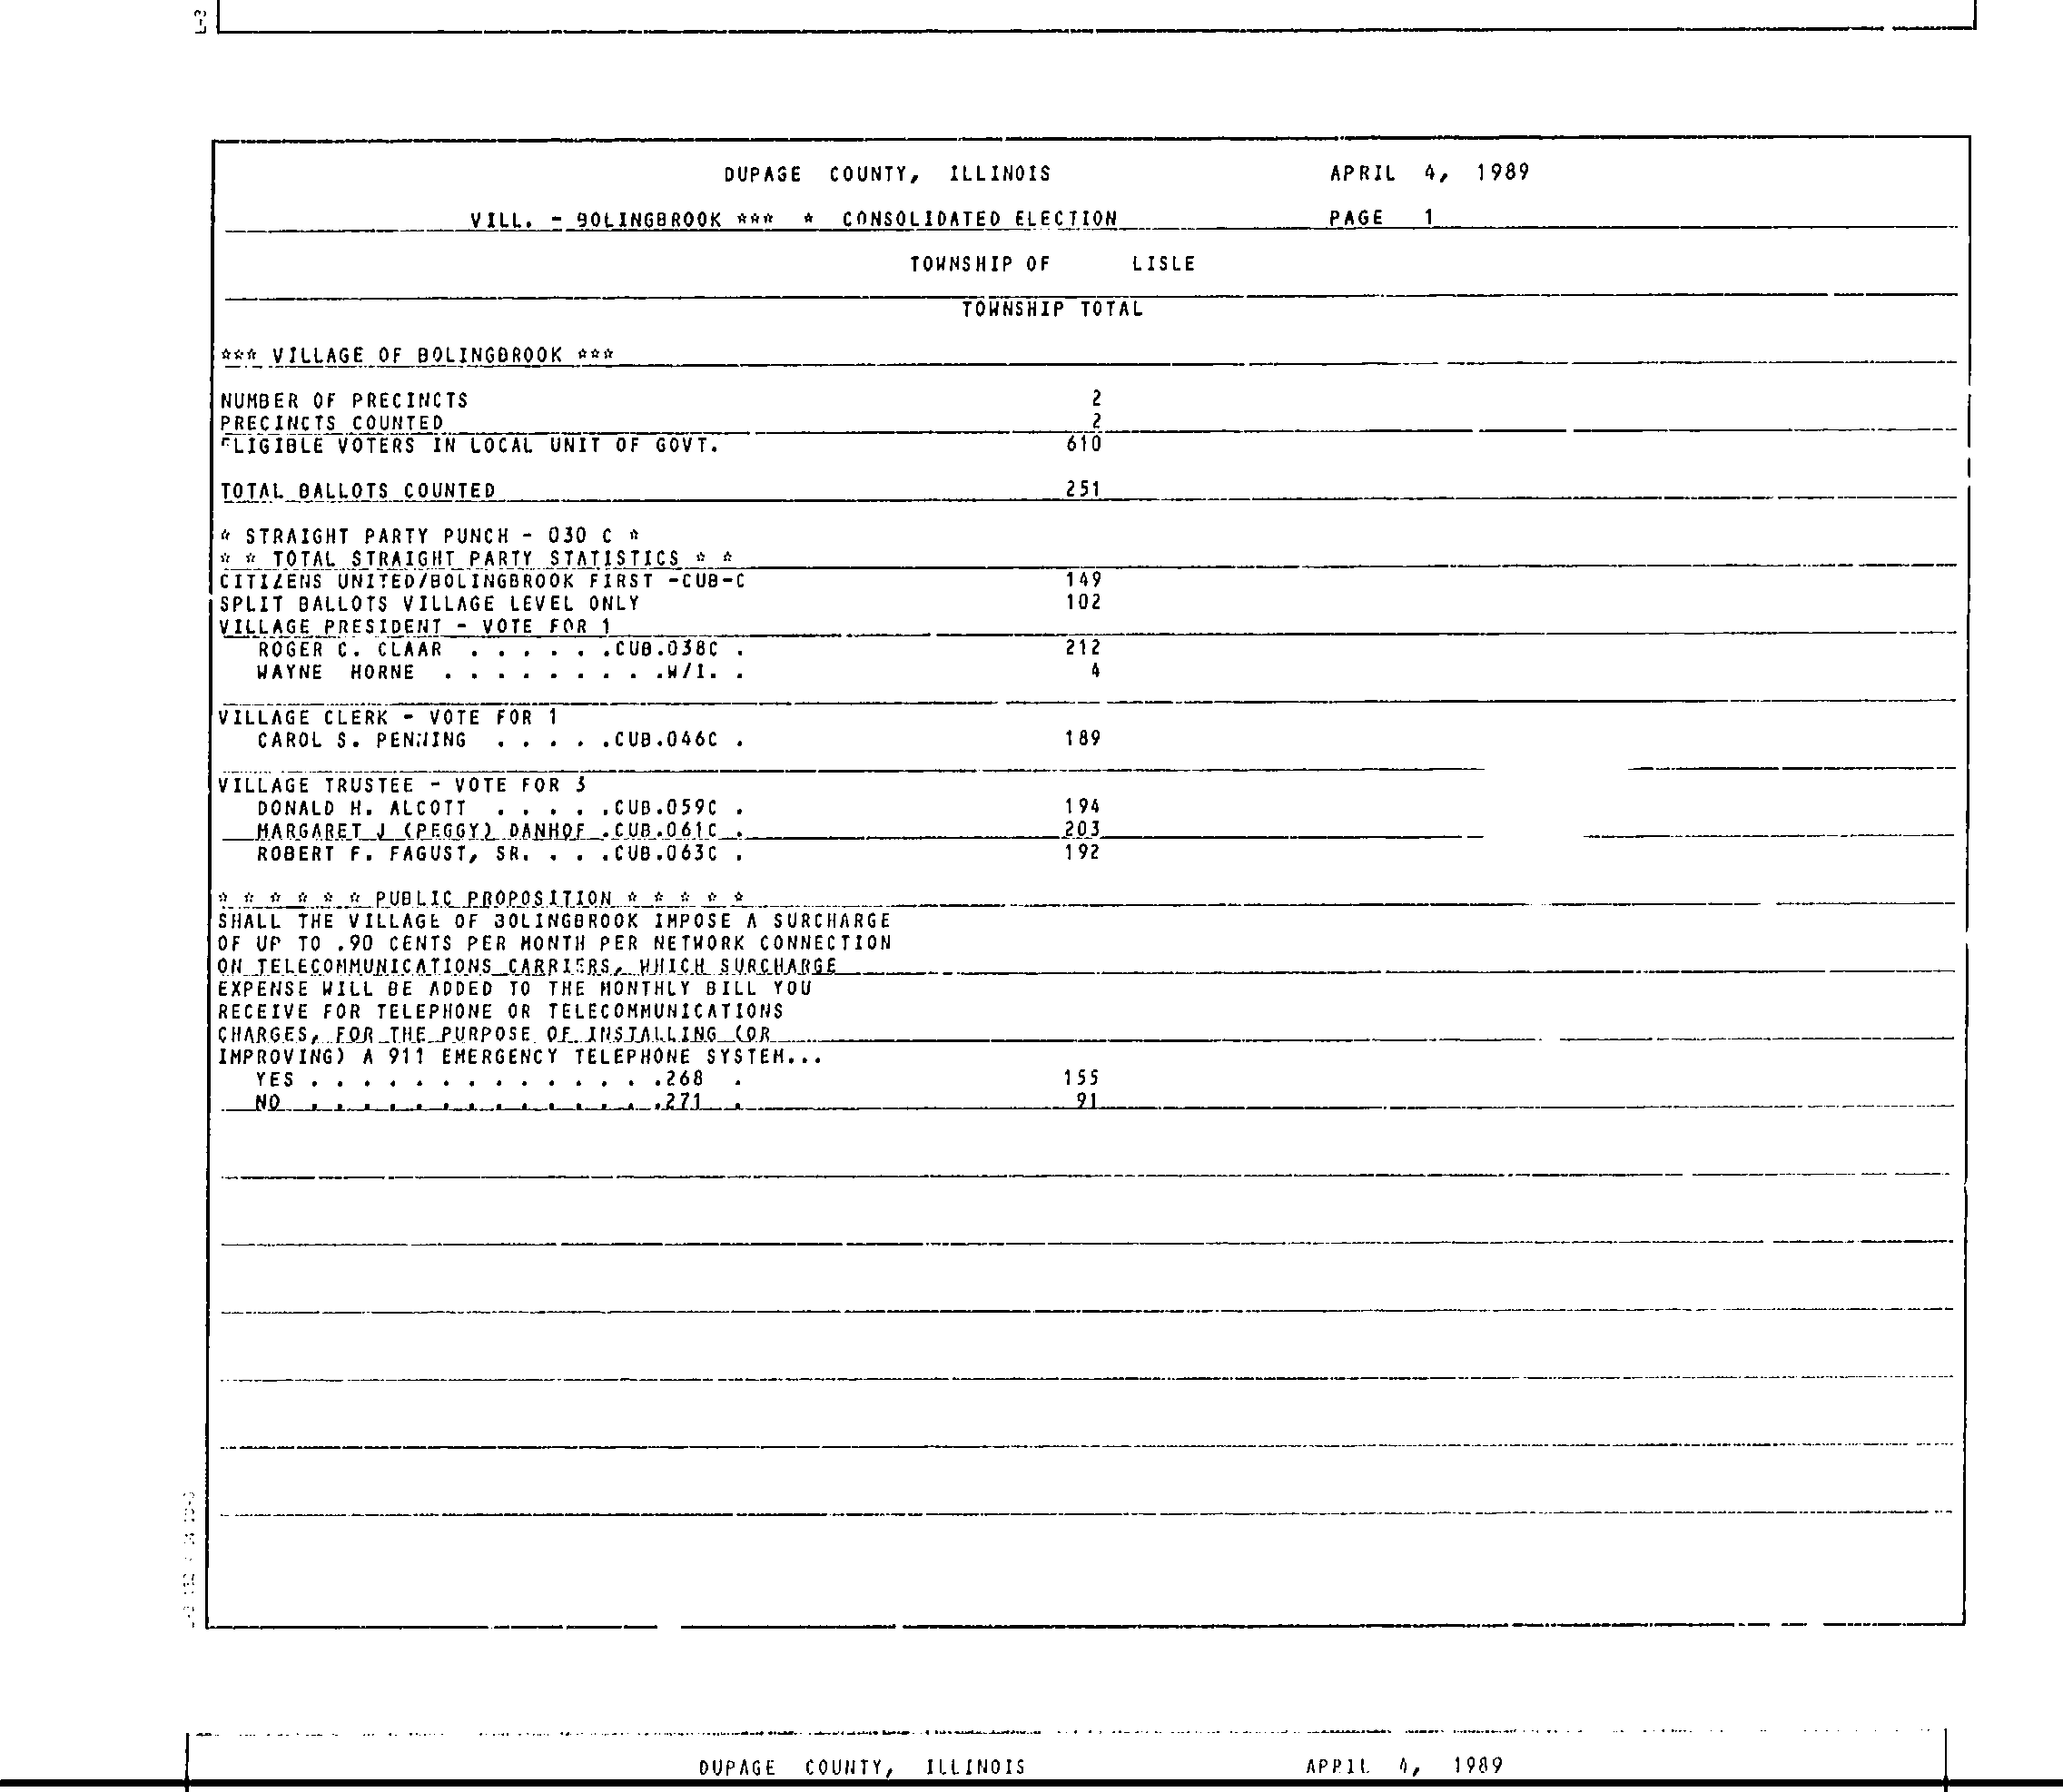 DUPAGE COUNTY, ILLINOIS APRIL 4, 1989
VILL. - BOLINGBROOK *** * CONSOLIDATED ELECTION PAGE 1
TOWNSHIP OF LISLE
TOWNSHIP TOTAL
*** VILLAGE OF BOLINGBROOK ***
NUMBER OF PRECINCTS 2
PRECINCTS COUNTED 2
ELIGIBLE VOTERS IN LOCAL UNIT OF GOVT. 610
TOTAL BALLOTS COUNTED 251
* STRAIGHT PARTY PUNCH - 030 C *
* * TOTAL STRAIGHT PARTY STATISTICS * *
CITIZENS UNITED/BOLINGBROOK FIRST -CUB-C 149
SPLIT BALLOTS VILLAGE LEVEL ONLY 102
VILLAGE PRESIDENT - VOTE FOR 1
ROGER C. CLAAR . . . . . .CUB.038C . 212
WAYNE HORNE . . . . . . . . .W/I. . 4
VILLAGE CLERK - VOTE FOR 1
CAROL S. PENNING . . . . .CUB.046C . 189
VILLAGE TRUSTEE - VOTE FOR 3
DONALD H. ALCOTT . . . . .CUB.059C . 194
MARGARET J (PEGGY) DANHOF .CUB.061C . 203
ROBERT F. FAGUST, SR. . . .CUB.063C . 192
* * * * * * PUBLIC PROPOSITION * * * * *
SHALL THE VILLAGE OF BOLINGBROOK IMPOSE A SURCHARGE
OF UP TO .90 CENTS PER MONTH PER NETWORK CONNECTION
ON TELECOMMUNICATIONS CARRIERS, WHICH SURCHARGE
EXPENSE WILL BE ADDED TO THE MONTHLY BILL YOU
RECEIVE FOR TELEPHONE OR TELECOMMUNICATIONS
CHARGES, FOR THE PURPOSE OF INSTALLING (OR
IMPROVING) A 911 EMERGENCY TELEPHONE SYSTEM...
YES . . . . . . . . . . . . . .268 . 155
NO . . . . . . . . . . . . . .271 . 91
DUPAGE COUNTY, ILLINOIS APRIL 4, 1989